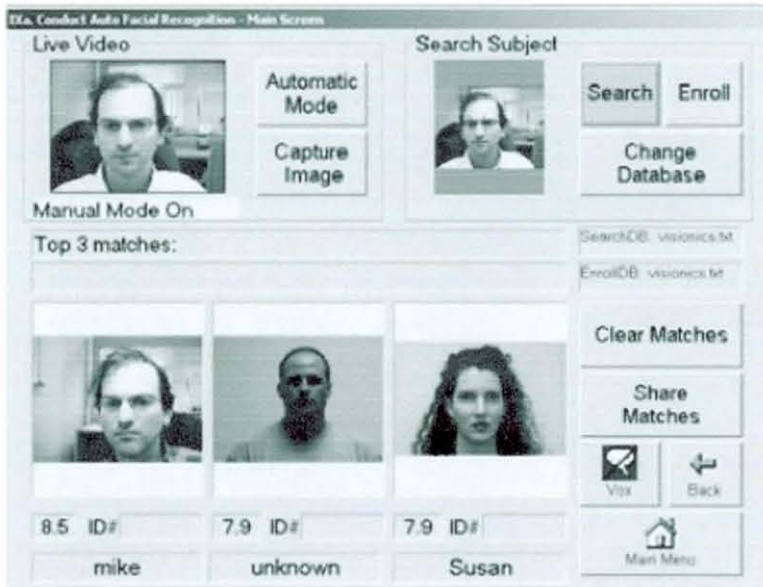 IXa. Conduct Auto Facial Recognition - Main Screen
Live Video
Search Subject
Automatic Mode
Capture Image
Search
Enroll
Change Database
Manual Mode On
Top 3 matches:
SearchDB: visionics.txt
EnrollDB: visionics.txt
Clear Matches
Share Matches
Vox
Back
8.5 ID#
7.9 ID#
7.9 ID#
Main Menu
mike
unknown
Susan